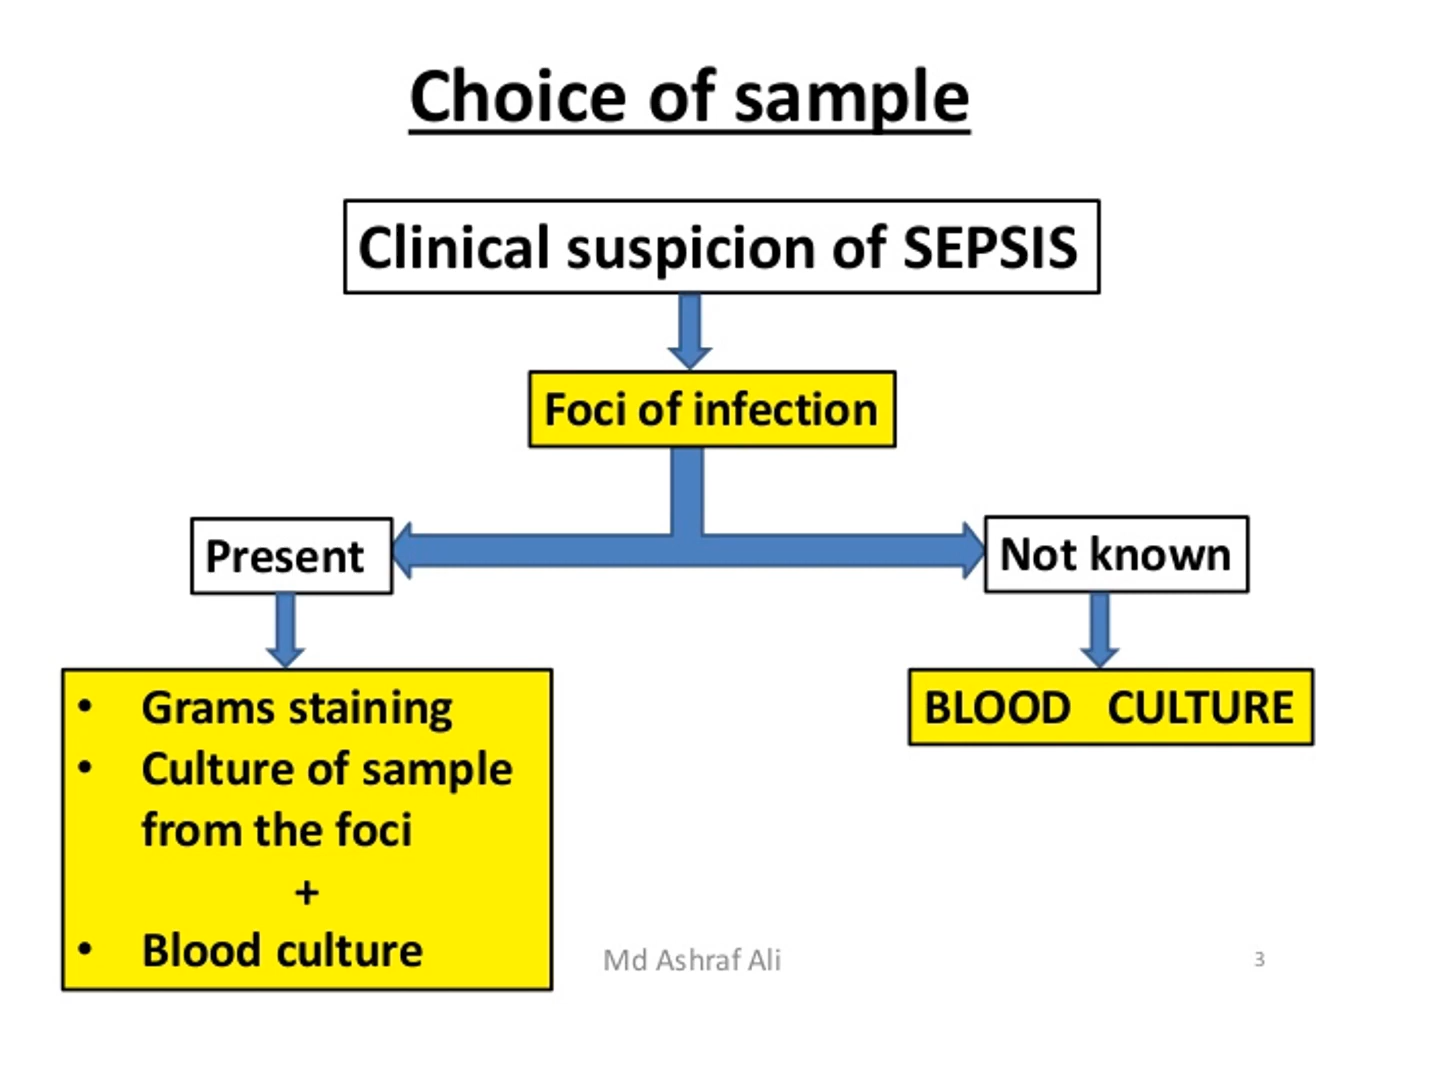 Choice of sample
Clinical suspicion of SEPSIS
Foci of infection
Present
Not known
• Grams staining
• Culture of sample
from the foci
+
• Blood culture
BLOOD CULTURE
Md Ashraf Ali
3